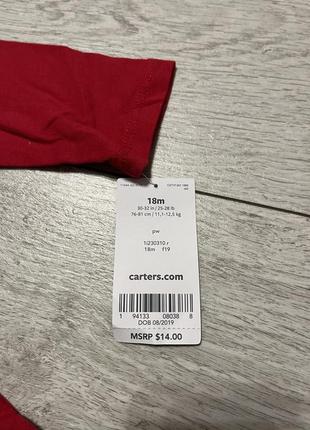 18m
30-32 in / 25-28 lb
76-81 cm / 11,1-12,5 kg
pw
1i230310 r
18m f19
carters.com
1 94133 08038 8
DOB 08/2019
MSRP $14.00